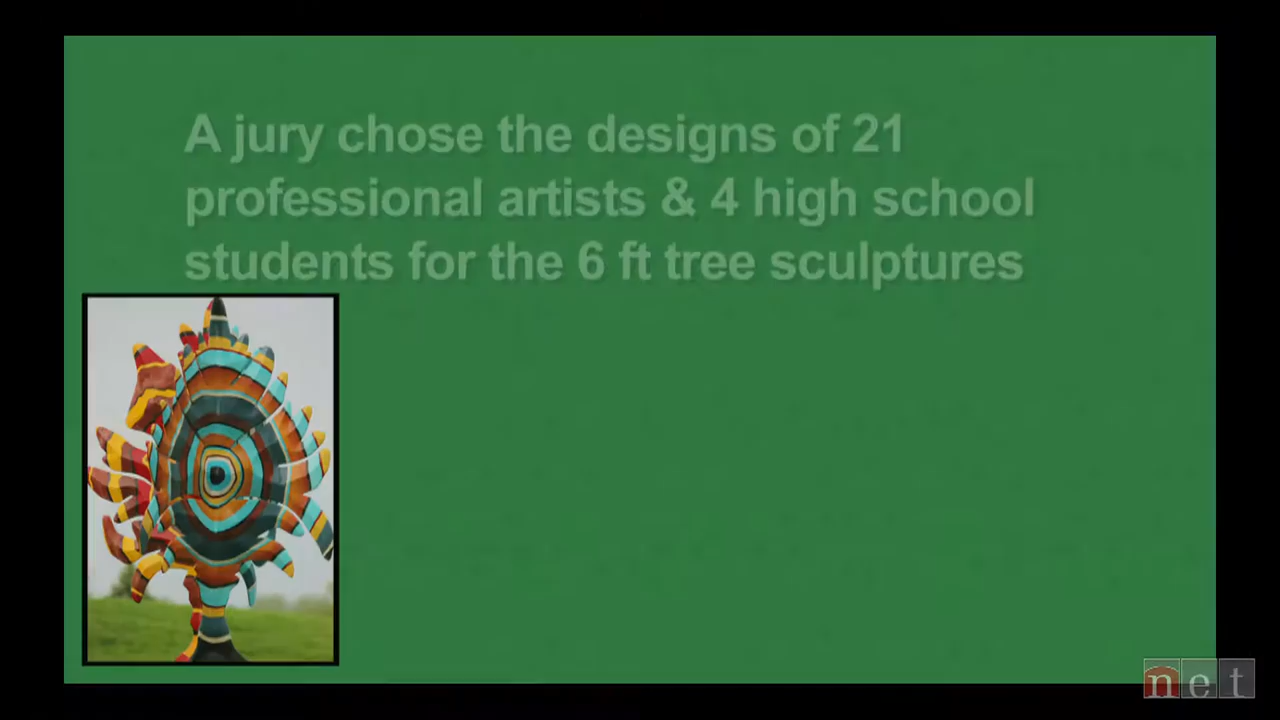 A jury chose the designs of 21
professional artists & 4 high school
students for the 6 ft tree sculptures
net